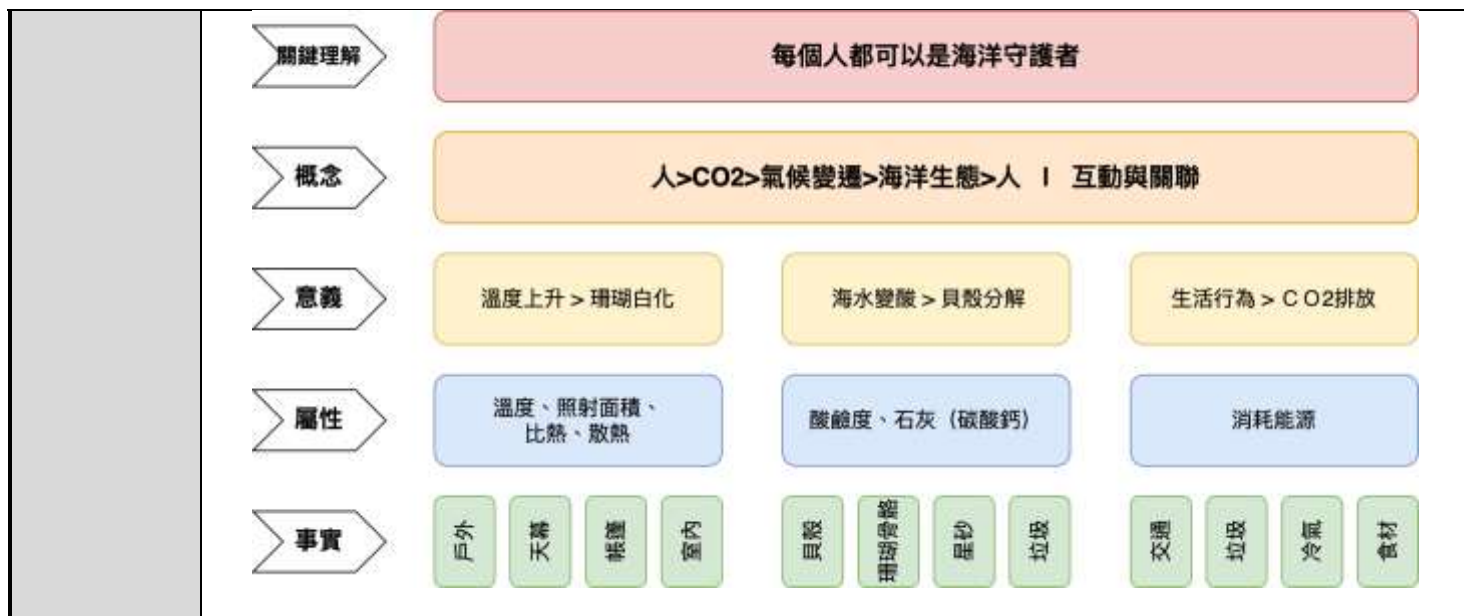 關鍵理解
每個人都可以是海洋守護者
概念
人>CO2>氣候變遷>海洋生態>人 | 互動與關聯
意義
溫度上升 > 珊瑚白化
海水變酸 > 貝殼分解
生活行為 > CO2排放
屬性
溫度、照射面積、
比熱、散熱
酸鹼度、石灰（碳酸鈣）
消耗能源
事實
戶外
天幕
帳篷
室內
貝殼
珊瑚骨骼
星砂
垃圾
交通
垃圾
冷氣
食材